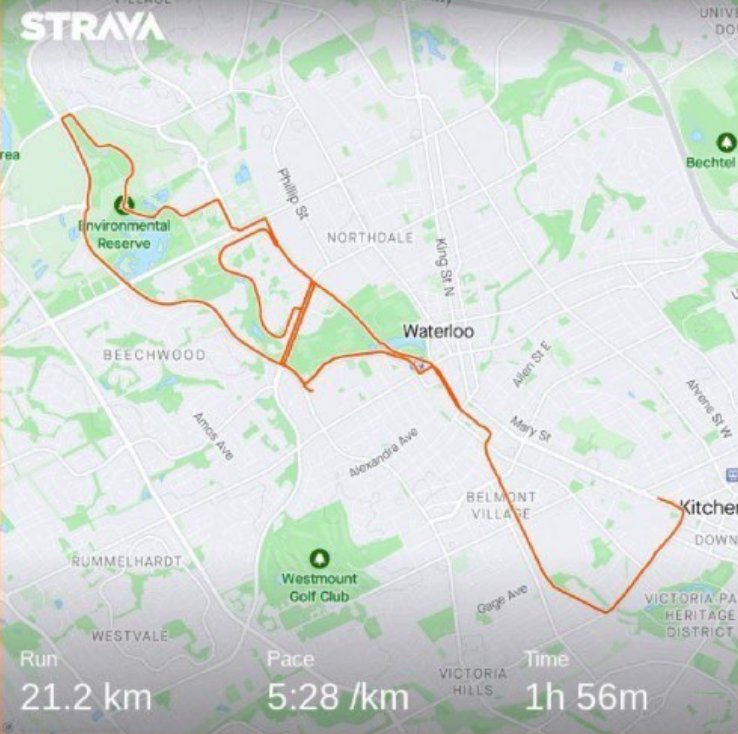 VILLAGE
STRAVA
UNIV
DO
rea
Bechtel
Phillip St
Environmental
Reserve
NORTHDALE
King St N
Waterloo
BEECHWOOD
Allen St E
Ahrens St W
Amos Ave
Mary St
Alexandra Ave
BELMONT
VILLAGE
Kitchen
DOWN
RUMMELHARDT
Westmount
Golf Club
Gage Ave
VICTORIA PA
HERITAGE
DISTRICT
WESTVALE
Run
Pace
Time
VICTORIA
HILLS
21.2 km
5:28 /km
1h 56m